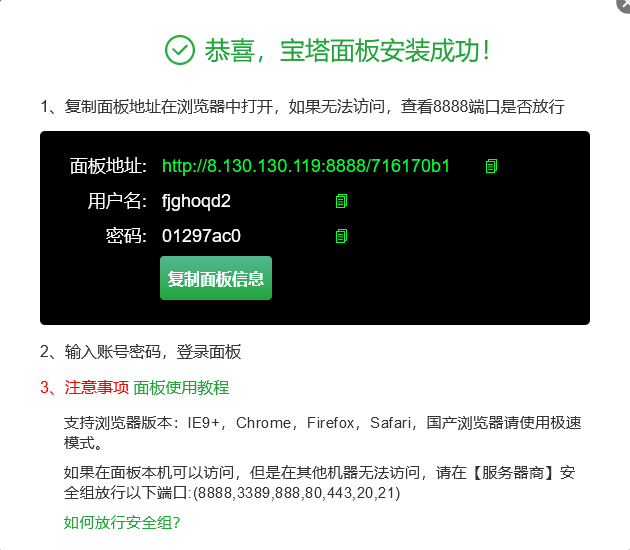 恭喜，宝塔面板安装成功！
1、复制面板地址在浏览器中打开，如果无法访问，查看8888端口是否放行
面板地址: http://8.130.130.119:8888/716170b1
用户名: fjghoqd2
密码: 01297ac0
复制面板信息
2、输入账号密码，登录面板
3、注意事项 面板使用教程
支持浏览器版本：IE9+，Chrome，Firefox，Safari，国产浏览器请使用极速
模式。
如果在面板本机可以访问，但是在其他机器无法访问，请在【服务器商】安
全组放行以下端口:(8888,3389,888,80,443,20,21)
如何放行安全组？